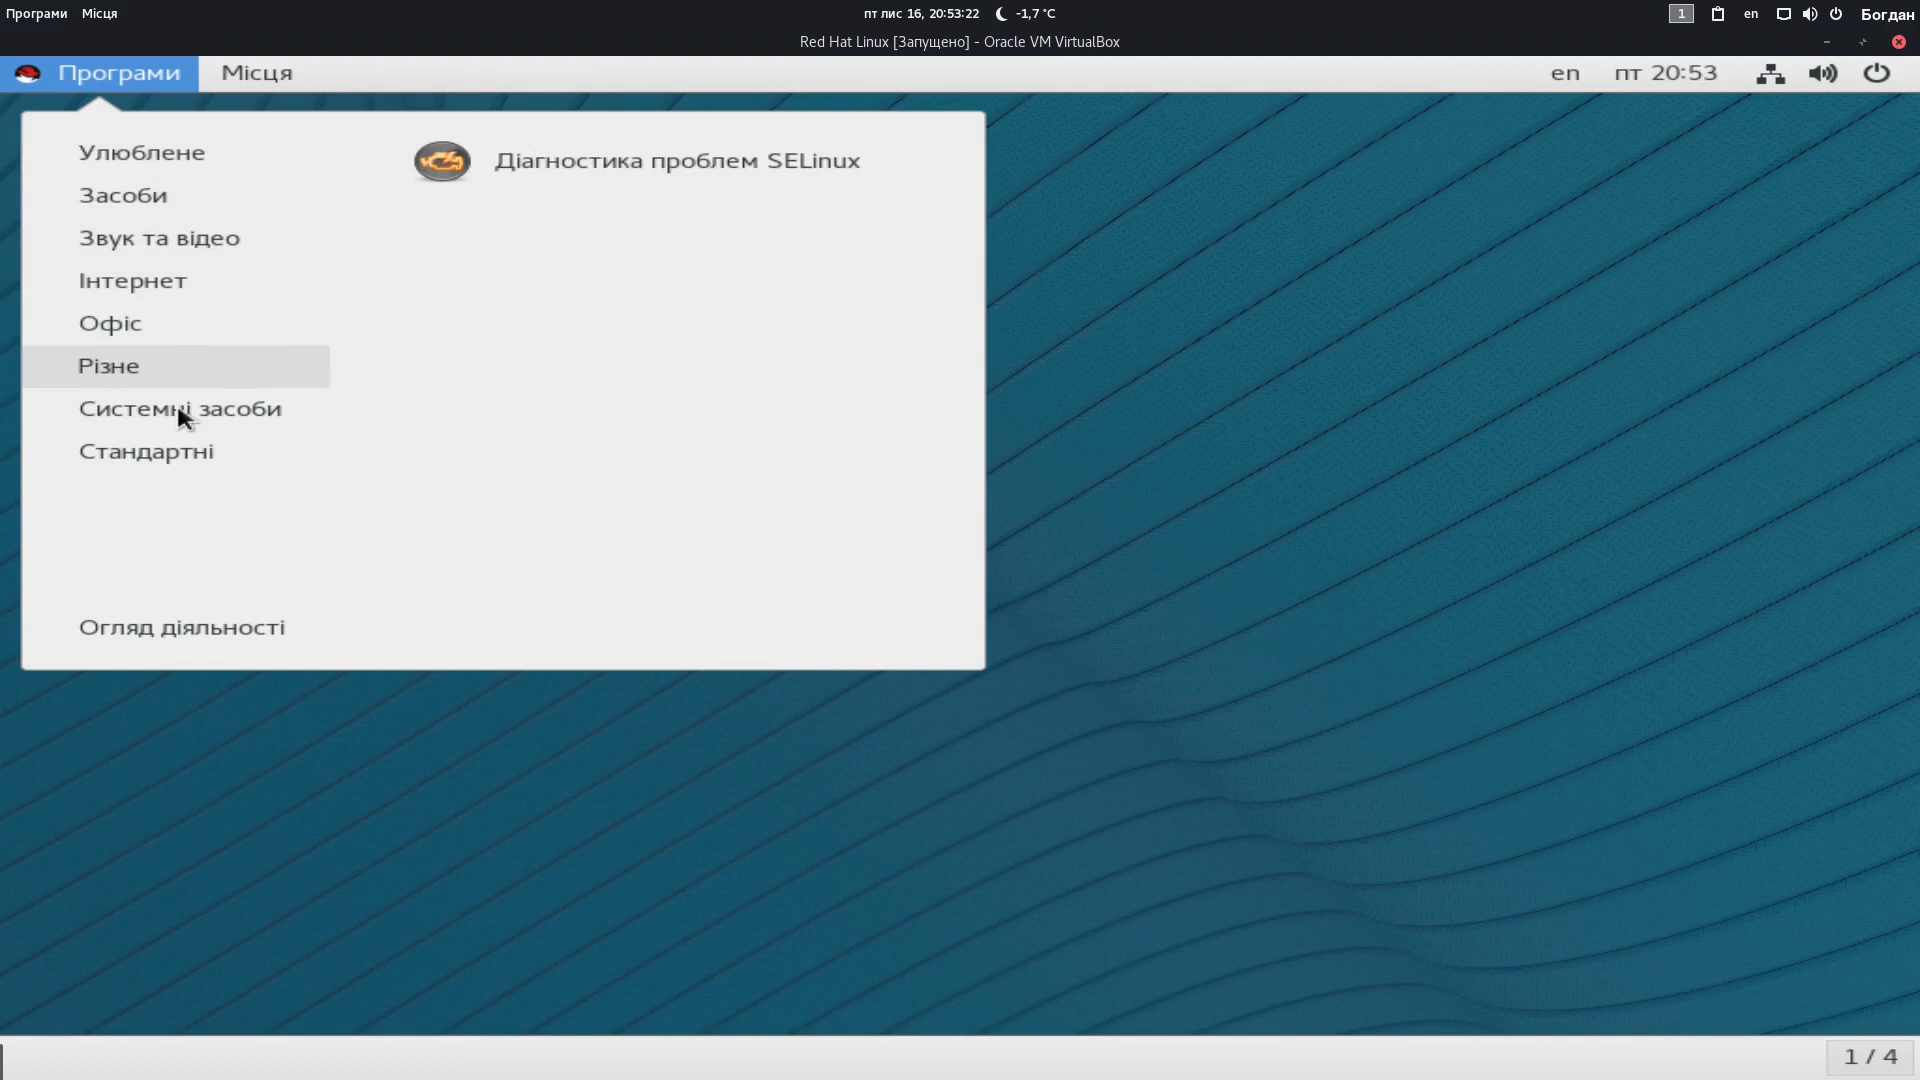 Програми Місця пт лис 16, 20:53:22 -1,7 °C 1 en Богдан
Red Hat Linux [Запущено] - Oracle VM VirtualBox
Програми Місця en пт 20:53
Улюблене
Діагностика проблем SELinux
Засоби
Звук та відео
Інтернет
Офіс
Різне
Системні засоби
Стандартні
Огляд діяльності
1 / 4